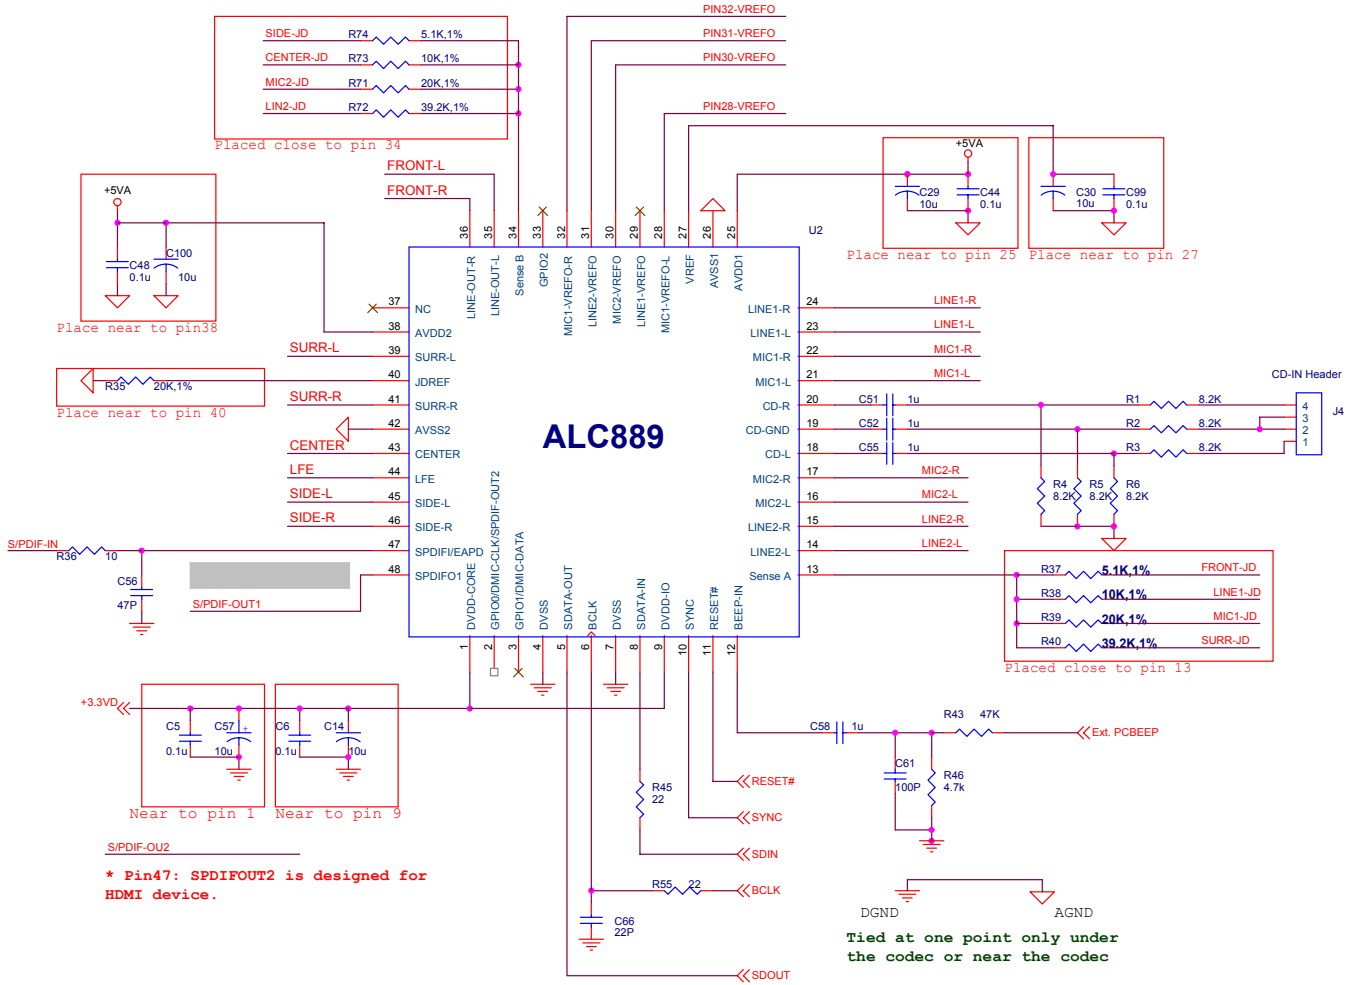 PIN32-VREFO
PIN31-VREFO
PIN30-VREFO
PIN28-VREFO
SIDE-JD R74 5.1K,1%
CENTER-JD R73 10K,1%
MIC2-JD R71 20K,1%
LIN2-JD R72 39.2K,1%
Placed close to pin 34
FRONT-L
FRONT-R
+5VA
C48 0.1u
C100 10u
Place near to pin38
+5VA
C29 10u
C44 0.1u
Place near to pin 25
C30 10u
C99 0.1u
Place near to pin 27
U2
36 LINE-OUT-R
35 LINE-OUT-L
34 Sense B
33 GPIO2
32 MIC1-VREFO-R
31 LINE2-VREFO
30 MIC2-VREFO
29 LINE1-VREFO
28 MIC1-VREFO-L
27 VREF
26 AVSS1
25 AVDD1
37 NC
38 AVDD2
SURR-L 39 SURR-L
R35 20K,1% 40 JDREF
Place near to pin 40
SURR-R 41 SURR-R
42 AVSS2
CENTER 43 CENTER
LFE 44 LFE
SIDE-L 45 SIDE-L
SIDE-R 46 SIDE-R
S/PDIF-IN R36 10 47 SPDIFI/EAPD
48 SPDIFO1
C56 47P
S/PDIF-OUT1
ALC889
LINE1-R 24 LINE1-R
LINE1-L 23 LINE1-L
MIC1-R 22 MIC1-R
MIC1-L 21 MIC1-L
CD-R 20 C51 1u R1 8.2K
CD-GND 19 C52 1u R2 8.2K
CD-L 18 C55 1u R3 8.2K
CD-IN Header
J4
4
3
2
1
MIC2-R 17 MIC2-R
MIC2-L 16 MIC2-L
LINE2-R 15 LINE2-R
LINE2-L 14 LINE2-L
Sense A 13
R4 8.2K
R5 8.2K
R6 8.2K
R37 5.1K,1% FRONT-JD
R38 10K,1% LINE1-JD
R39 20K,1% MIC1-JD
R40 39.2K,1% SURR-JD
Placed close to pin 13
DVDD-CORE 1
GPIO0/DMIC-CLK/SPDIF-OUT2 2
GPIO1/DMIC-DATA 3
DVSS 4
SDATA-OUT 5
BCLK 6
DVSS 7
SDATA-IN 8
DVDD-IO 9
SYNC 10
RESET# 11
BEEP-IN 12
+3.3VD
C5 0.1u
C57 + 10u
Near to pin 1
C6 0.1u
C14 10u
Near to pin 9
C58 1u
R43 47K
Ext. PCBEEP
C61 100P
R46 4.7k
R45 22
RESET#
SYNC
SDIN
R55 22 BCLK
C66 22P
SDOUT
S/PDIF-OU2
* Pin47: SPDIFOUT2 is designed for
HDMI device.
DGND AGND
Tied at one point only under
the codec or near the codec